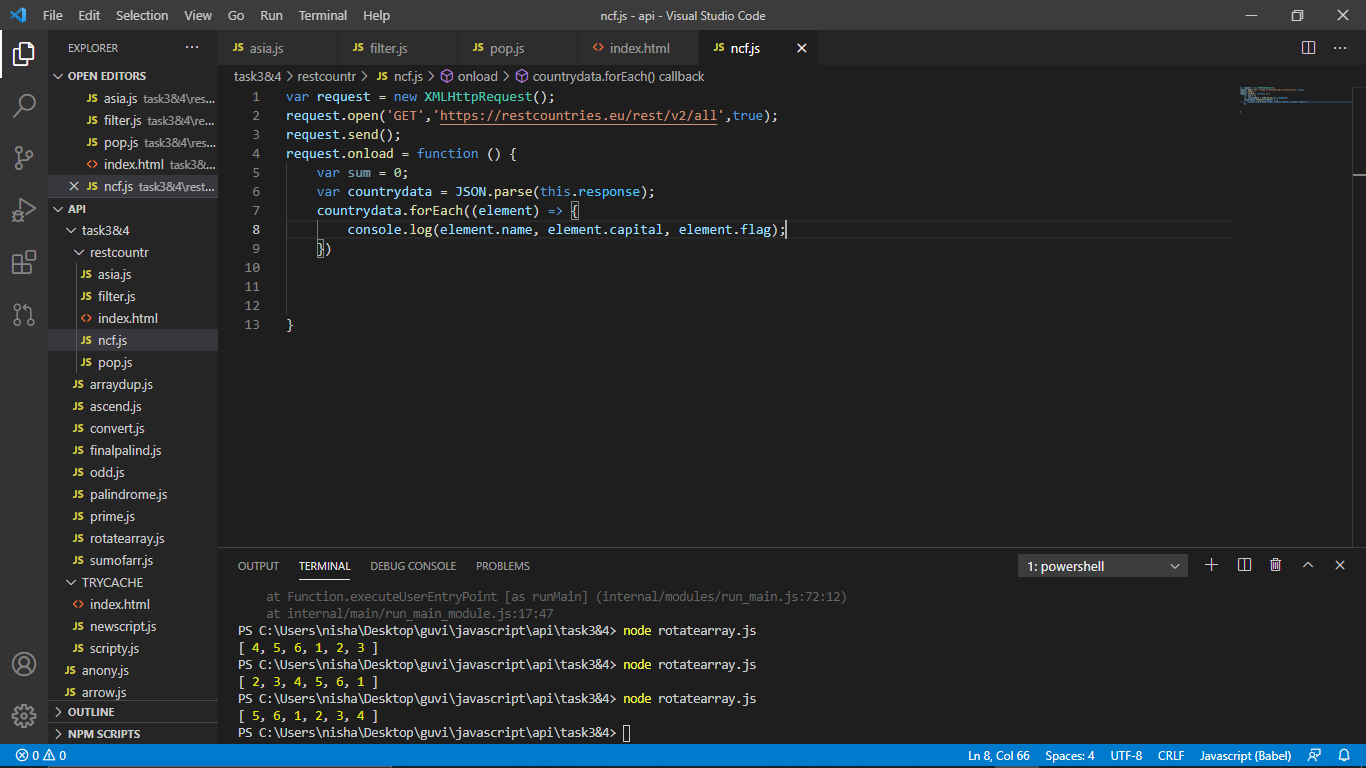 File Edit Selection View Go Run Terminal Help ncf.js - api - Visual Studio Code
EXPLORER ···
OPEN EDITORS
JS asia.js task3&4\res...
JS filter.js task3&4\res...
JS pop.js task3&4\rest...
<> index.html task3&...
JS ncf.js task3&4\rest...
API
task3&4
restcountr
JS asia.js
JS filter.js
<> index.html
JS ncf.js
JS pop.js
JS arraydup.js
JS ascend.js
JS convert.js
JS finalpalind.js
JS odd.js
JS palindrome.js
JS prime.js
JS rotatearray.js
JS sumofarr.js
TRYCACHE
<> index.html
JS newscript.js
JS scripty.js
JS anony.js
JS arrow.js
OUTLINE
NPM SCRIPTS
JS asia.js JS filter.js JS pop.js <> index.html JS ncf.js
task3&4 > restcountr > JS ncf.js > onload > countrydata.forEach() callback
1 var request = new XMLHttpRequest();
2 request.open('GET','https://restcountries.eu/rest/v2/all',true);
3 request.send();
4 request.onload = function () {
5 var sum = 0;
6 var countrydata = JSON.parse(this.response);
7 countrydata.forEach((element) => {
8 console.log(element.name, element.capital, element.flag);
9 })
10
11
12
13 }
OUTPUT TERMINAL DEBUG CONSOLE PROBLEMS 1: powershell
at Function.executeUserEntryPoint [as runMain] (internal/modules/run_main.js:72:12)
at internal/main/run_main_module.js:17:47
PS C:\Users\nisha\Desktop\guvi\javascript\api\task3&4> node rotatearray.js
[ 4, 5, 6, 1, 2, 3 ]
PS C:\Users\nisha\Desktop\guvi\javascript\api\task3&4> node rotatearray.js
[ 2, 3, 4, 5, 6, 1 ]
PS C:\Users\nisha\Desktop\guvi\javascript\api\task3&4> node rotatearray.js
[ 5, 6, 1, 2, 3, 4 ]
PS C:\Users\nisha\Desktop\guvi\javascript\api\task3&4>
0 0 Ln 8, Col 66 Spaces: 4 UTF-8 CRLF Javascript (Babel)